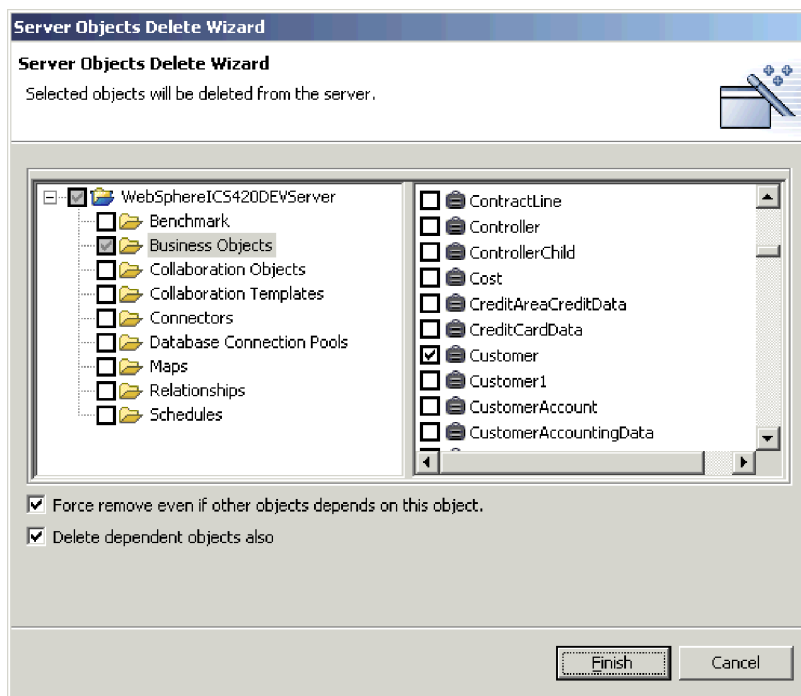 Server Objects Delete Wizard
Server Objects Delete Wizard
Selected objects will be deleted from the server.
WebSphereICS420DEVServer
Benchmark
Business Objects
Collaboration Objects
Collaboration Templates
Connectors
Database Connection Pools
Maps
Relationships
Schedules
ContractLine
Controller
ControllerChild
Cost
CreditAreaCreditData
CreditCardData
Customer
Customer1
CustomerAccount
CustomerAccountingData
Force remove even if other objects depends on this object.
Delete dependent objects also
Finish
Cancel